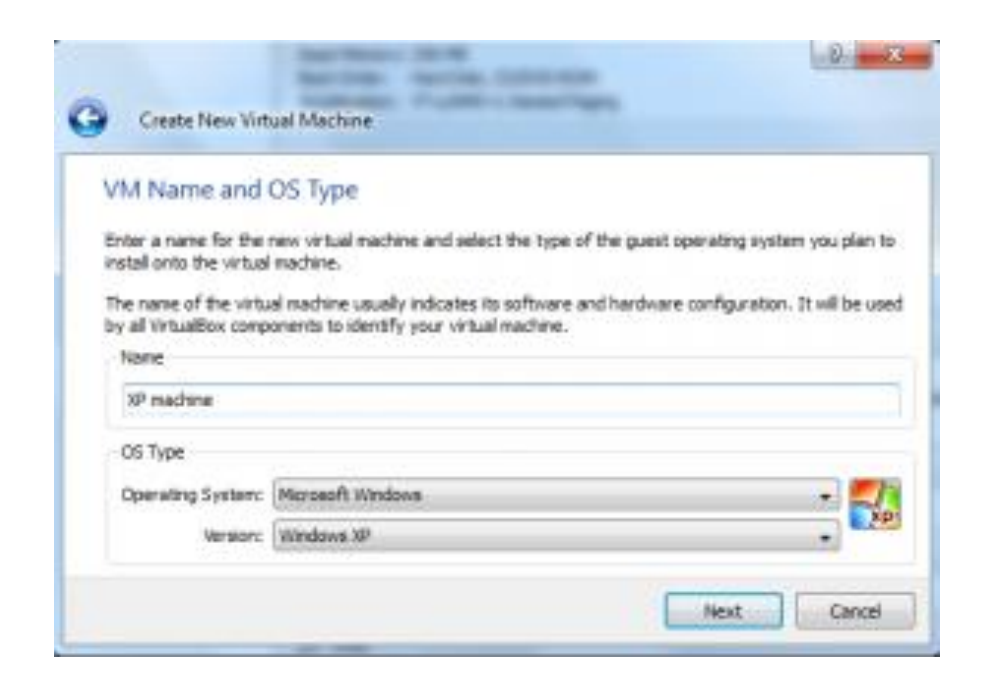 Create New Virtual Machine
VM Name and OS Type
Enter a name for the new virtual machine and select the type of the guest operating system you plan to
install onto the virtual machine.
The name of the virtual machine usually indicates its software and hardware configuration. It will be used
by all VirtualBox components to identify your virtual machine.
Name
XP machine
OS Type
Operating System: Microsoft Windows
xp
Version: Windows XP
Next Cancel